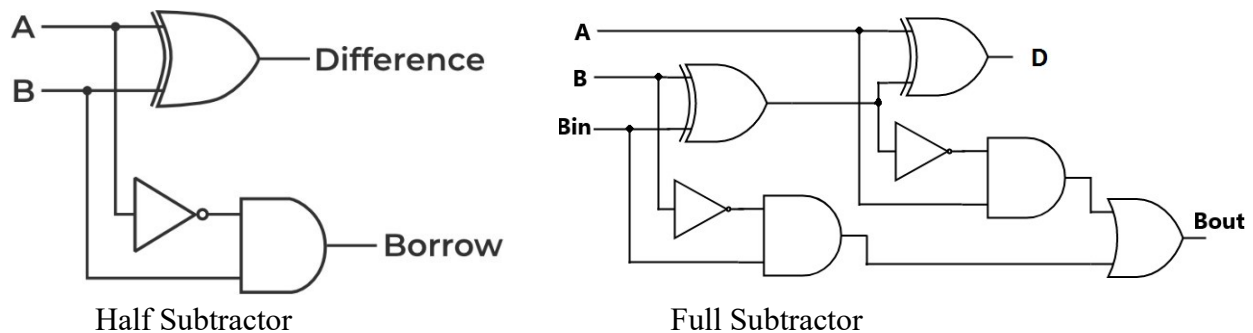 A
Difference
B
Borrow
Half Subtractor
A
D
B
Bin
Bout
Full Subtractor